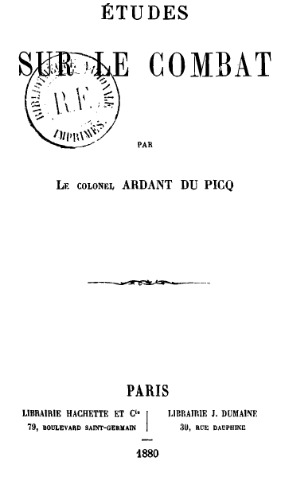 ÉTUDES
SUR LE COMBAT
BIBLIOTHÈQUE NATIONALE
R.F.
IMPRIMÉS.
PAR
LE COLONEL ARDANT DU PICQ
PARIS
LIBRAIRIE HACHETTE ET Cie
79, BOULEVARD SAINT-GERMAIN
LIBRAIRIE J. DUMAINE
30, RUE DAUPHINE
1880